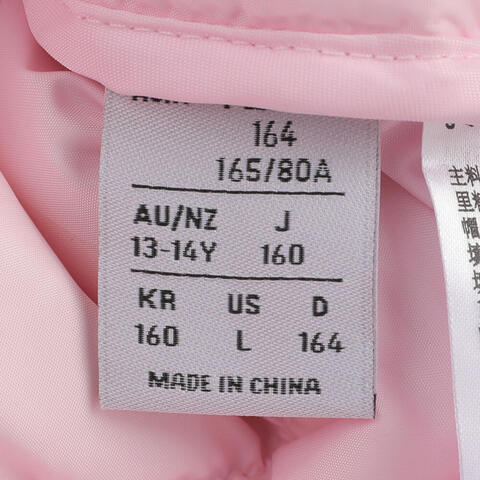 164
165/80A
AU/NZ J
13-14Y 160
KR US D
160 L 164
MADE IN CHINA
主料
里料
帽
填